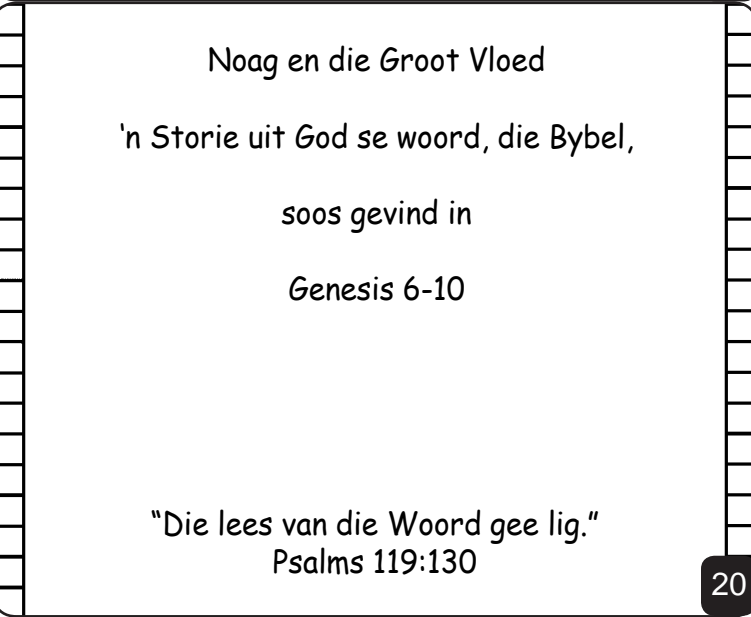 Noag en die Groot Vloed
‘n Storie uit God se woord, die Bybel,
soos gevind in
Genesis 6-10
“Die lees van die Woord gee lig.”
Psalms 119:130
20